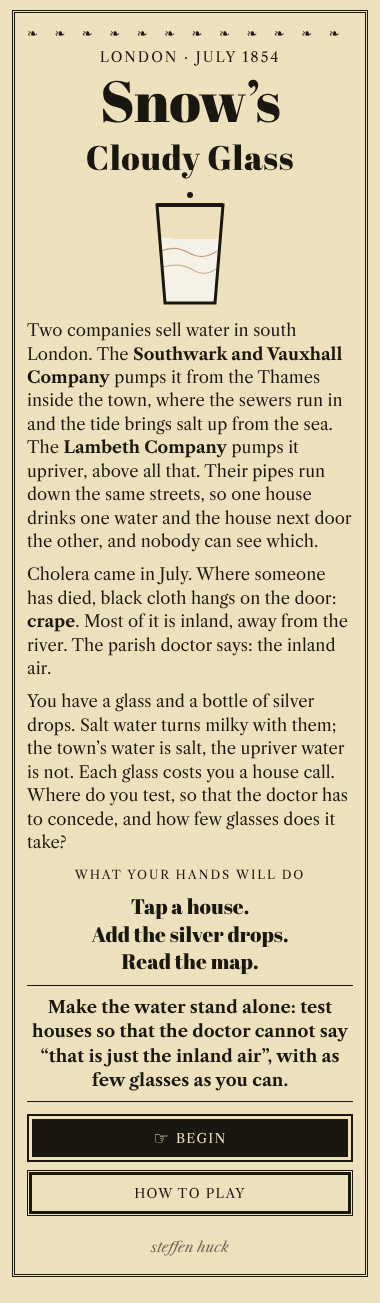 LONDON · JULY 1854
Snow’s
Cloudy Glass
Two companies sell water in south
London. The Southwark and Vauxhall
Company pumps it from the Thames
inside the town, where the sewers run in
and the tide brings salt up from the sea.
The Lambeth Company pumps it
upriver, above all that. Their pipes run
down the same streets, so one house
drinks one water and the house next door
the other, and nobody can see which.
Cholera came in July. Where someone
has died, black cloth hangs on the door:
crape. Most of it is inland, away from the
river. The parish doctor says: the inland
air.
You have a glass and a bottle of silver
drops. Salt water turns milky with them;
the town’s water is salt, the upriver water
is not. Each glass costs you a house call.
Where do you test, so that the doctor has
to concede, and how few glasses does it
take?
WHAT YOUR HANDS WILL DO
Tap a house.
Add the silver drops.
Read the map.
Make the water stand alone: test
houses so that the doctor cannot say
“that is just the inland air”, with as
few glasses as you can.
☞ BEGIN
HOW TO PLAY
steffen huck